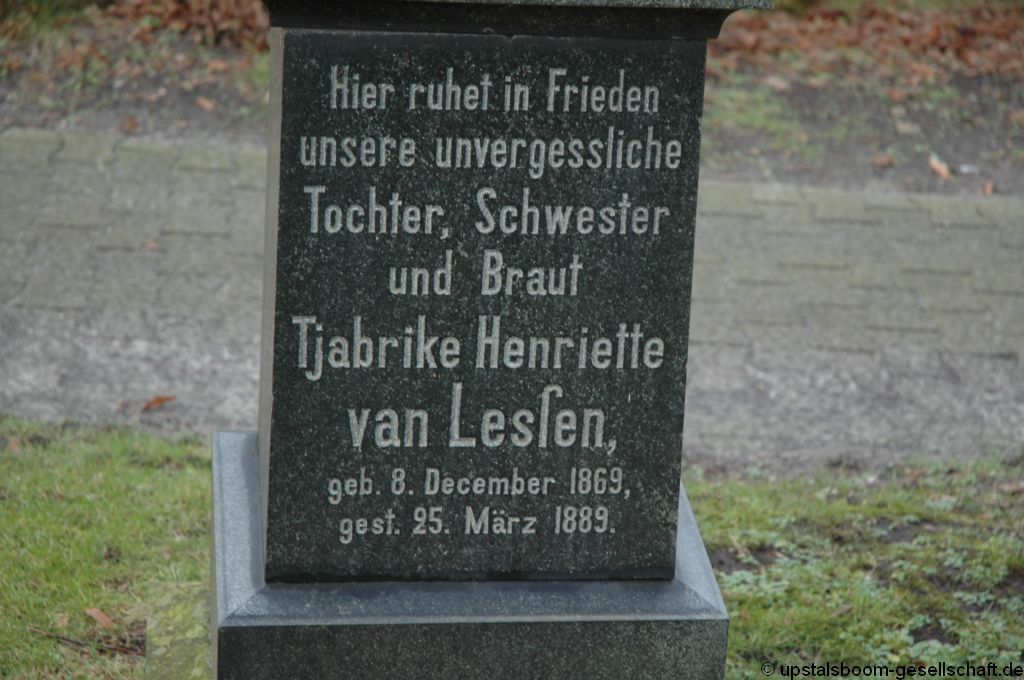 Hier ruhet in Frieden
unsere unvergessliche
Tochter, Schwester
und Braut
Tjabrike Henriette
van Lesſen,
geb. 8. December 1869,
gest. 25. März 1889.
© upstalsboom-gesellschaft.de